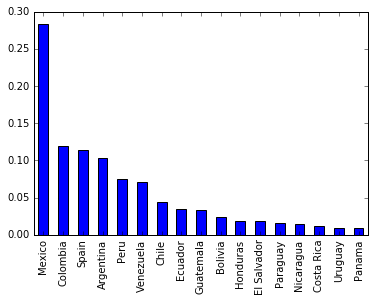 0.30
0.25
0.20
0.15
0.10
0.05
0.00
Mexico
Colombia
Spain
Argentina
Peru
Venezuela
Chile
Ecuador
Guatemala
Bolivia
Honduras
El Salvador
Paraguay
Nicaragua
Costa Rica
Uruguay
Panama